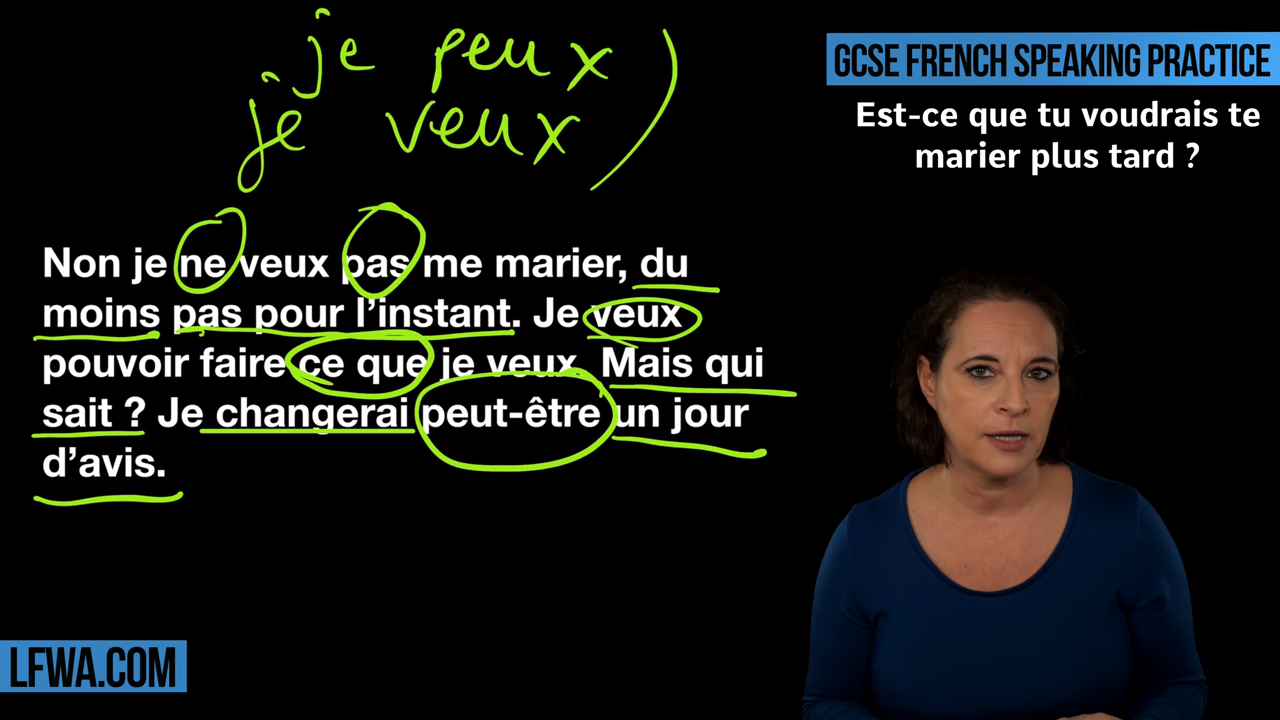 je peux
je veux
GCSE FRENCH SPEAKING PRACTICE
Est-ce que tu voudrais te
marier plus tard ?
Non je ne veux pas me marier, du
moins pas pour l'instant. Je veux
pouvoir faire ce que je veux. Mais qui
sait ? Je changerai peut-être un jour
d'avis.
LFWA.COM